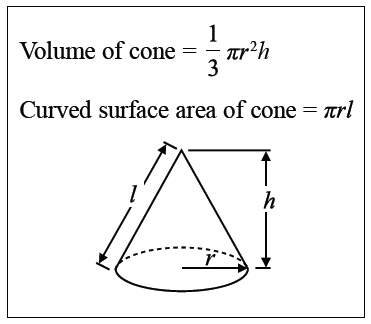 Volume of cone = 1/3 πr²h
Curved surface area of cone = πrl
l
h
r